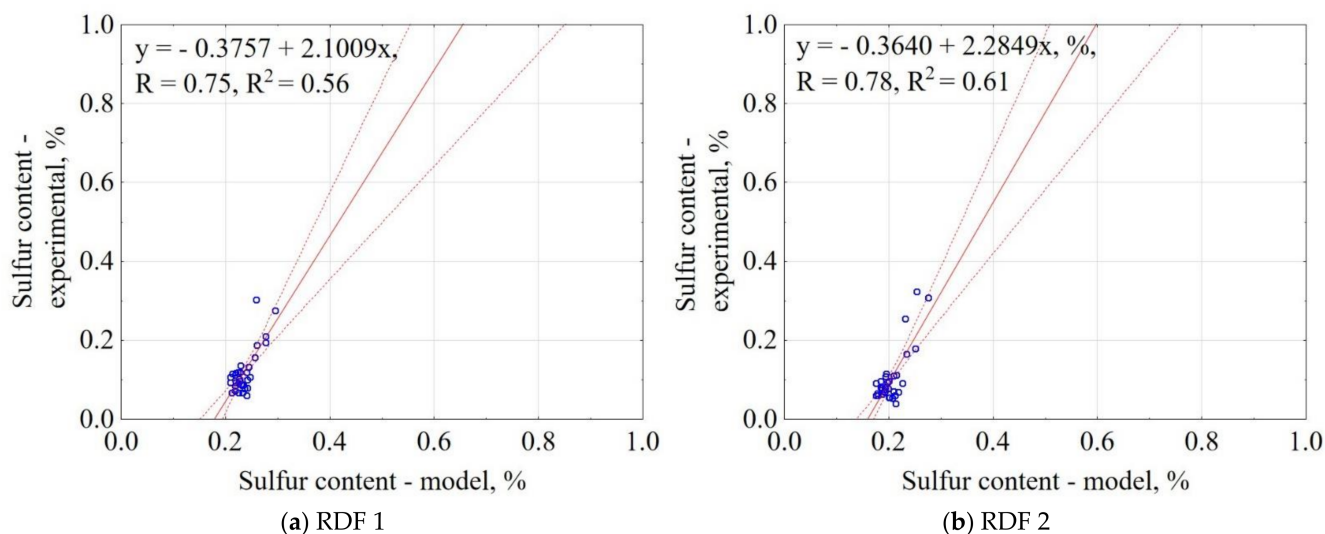 y = - 0.3757 + 2.1009x,
R = 0.75, R² = 0.56
1.0
0.8
0.6
0.4
0.2
0.0
Sulfur content -
experimental, %
0.0 0.2 0.4 0.6 0.8 1.0
Sulfur content - model, %
(a) RDF 1
y = - 0.3640 + 2.2849x, %,
R = 0.78, R² = 0.61
1.0
0.8
0.6
0.4
0.2
0.0
Sulfur content -
experimental, %
0.0 0.2 0.4 0.6 0.8 1.0
Sulfur content - model, %
(b) RDF 2